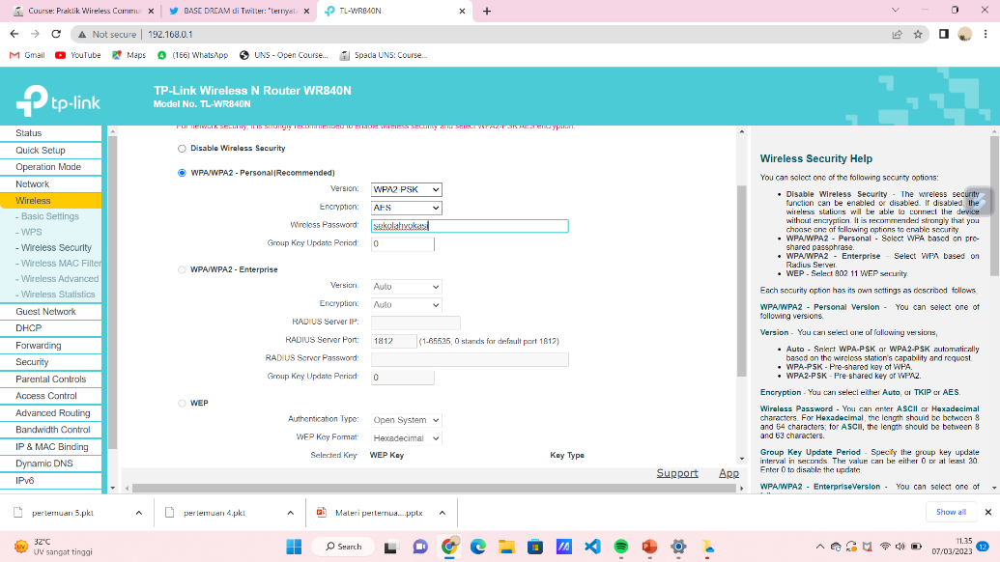 Course: Praktik Wireless Commun
BASE DREAM di Twitter: "ternyata
TL-WR840N
Not secure
192.168.0.1
Gmail
YouTube
Maps
(166) WhatsApp
UNS - Open Course...
Spada UNS: Course...
tp-link
TP-Link Wireless N Router WR840N
Model No. TL-WR840N
Status
Quick Setup
Operation Mode
Network
Wireless
- Basic Settings
- WPS
- Wireless Security
- Wireless MAC Filter
- Wireless Advanced
- Wireless Statistics
Guest Network
DHCP
Forwarding
Security
Parental Controls
Access Control
Advanced Routing
Bandwidth Control
IP & MAC Binding
Dynamic DNS
IPv6
For network security, it is strongly recommended to enable wireless security and select WPA2-PSK AES encryption.
Disable Wireless Security
WPA/WPA2 - Personal(Recommended)
Version: WPA2-PSK
Encryption: AES
Wireless Password: sekolahvokasi
Group Key Update Period: 0
WPA/WPA2 - Enterprise
Version: Auto
Encryption: Auto
RADIUS Server IP:
RADIUS Server Port: 1812 (1-65535, 0 stands for default port 1812)
RADIUS Server Password:
Group Key Update Period: 0
WEP
Authentication Type: Open System
WEP Key Format: Hexadecimal
Selected Key: WEP Key Key Type
Support App
Wireless Security Help
You can select one of the following security options:
• Disable Wireless Security - The wireless security
function can be enabled or disabled. If disabled, the
wireless stations will be able to connect the device
without encryption. It is recommended strongly that you
choose one of following options to enable security.
• WPA/WPA2 - Personal - Select WPA based on pre-
shared passphrase.
• WPA/WPA2 - Enterprise - Select WPA based on
Radius Server.
• WEP - Select 802.11 WEP security.
Each security option has its own settings as described follows,
WPA/WPA2 - Personal Version - You can select one of
following versions.
Version - You can select one of following versions,
• Auto - Select WPA-PSK or WPA2-PSK automatically
based on the wireless station's capability and request.
• WPA-PSK - Pre-shared key of WPA.
• WPA2-PSK - Pre-shared key of WPA2.
Encryption - You can select either Auto, or TKIP or AES.
Wireless Password - You can enter ASCII or Hexadecimal
characters. For Hexadecimal, the length should be between 8
and 64 characters; for ASCII, the length should be between 8
and 63 characters.
Group Key Update Period - Specify the group key update
interval in seconds. The value can be either 0 or at least 30.
Enter 0 to disable the update.
WPA/WPA2 - EnterpriseVersion - You can select one of
pertemuan 5.pkt
pertemuan 4.pkt
Materi pertemua....pptx
Show all
32°C
UV sangat tinggi
Search
11.35
07/03/2023
12